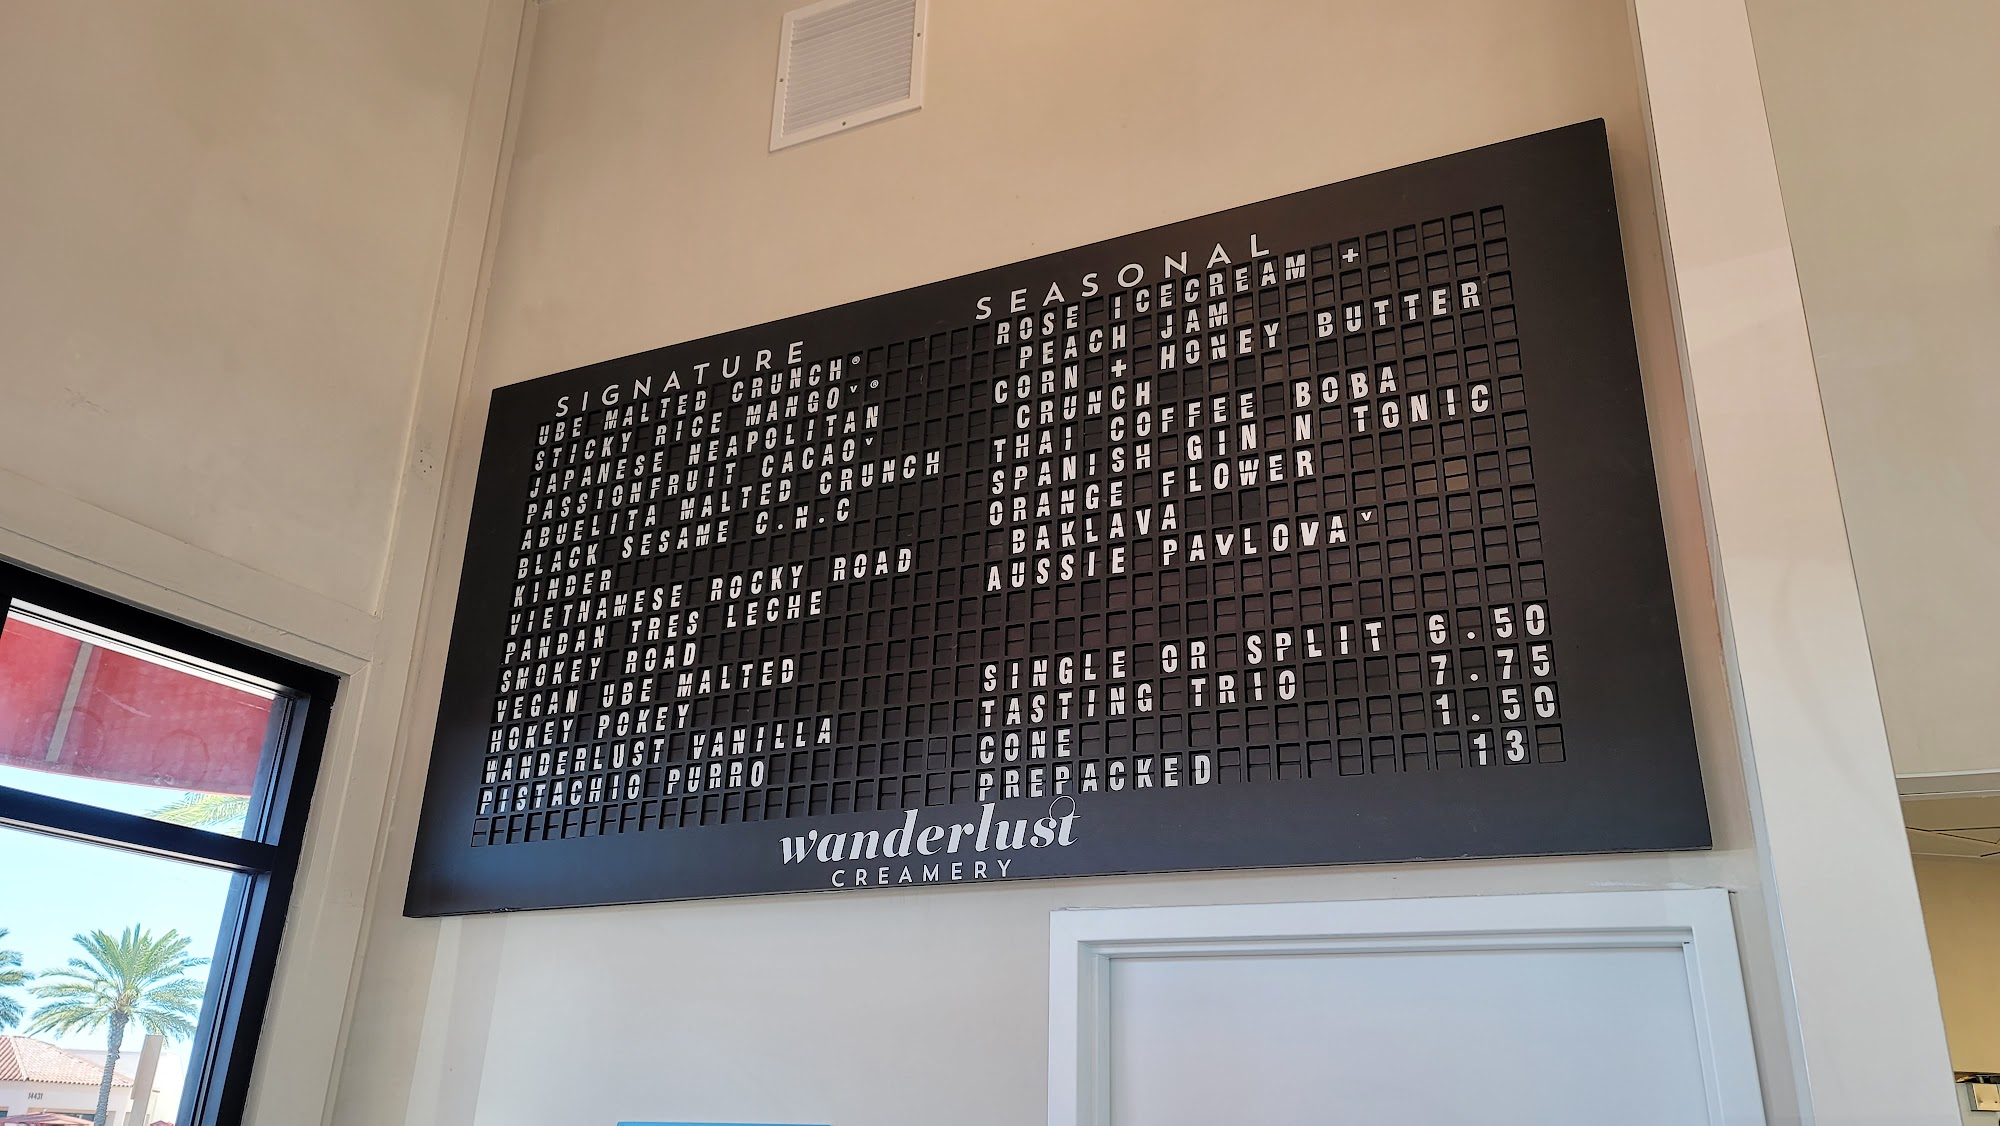 SIGNATURE
UBE MALTED CRUNCH®
STICKY RICE MANGO ᵛ ®
JAPANESE NEAPOLITAN
PASSIONFRUIT CACAO ᵛ
ABUELITA MALTED CRUNCH
BLACK SESAME C.N.C
KINDER
VIETNAMESE ROCKY ROAD
PANDAN TRES LECHE
SMOKEY ROAD
VEGAN UBE MALTED
HOKEY POKEY
WANDERLUST VANILLA
PISTACHIO PURRO
SEASONAL
ROSE ICECREAM +
PEACH JAM
CORN + HONEY BUTTER
CRUNCH
THAI COFFEE BOBA
SPANISH GIN N TONIC
ORANGE FLOWER
BAKLAVA
AUSSIE PAVLOVA ᵛ
SINGLE OR SPLIT 6.50
TASTING TRIO 7.75
CONE 1.50
PREPACKED 13
wanderlust
CREAMERY
14431